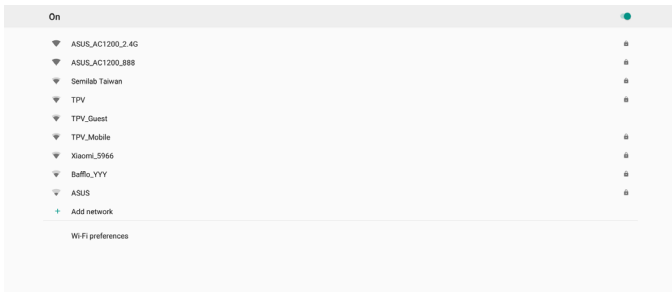 On
ASUS_AC1200_2.4G
ASUS_AC1200_888
Semilab Taiwan
TPV
TPV_Guest
TPV_Mobile
Xiaomi_5966
Bafflo_YYY
ASUS
+ Add network
Wi-Fi preferences